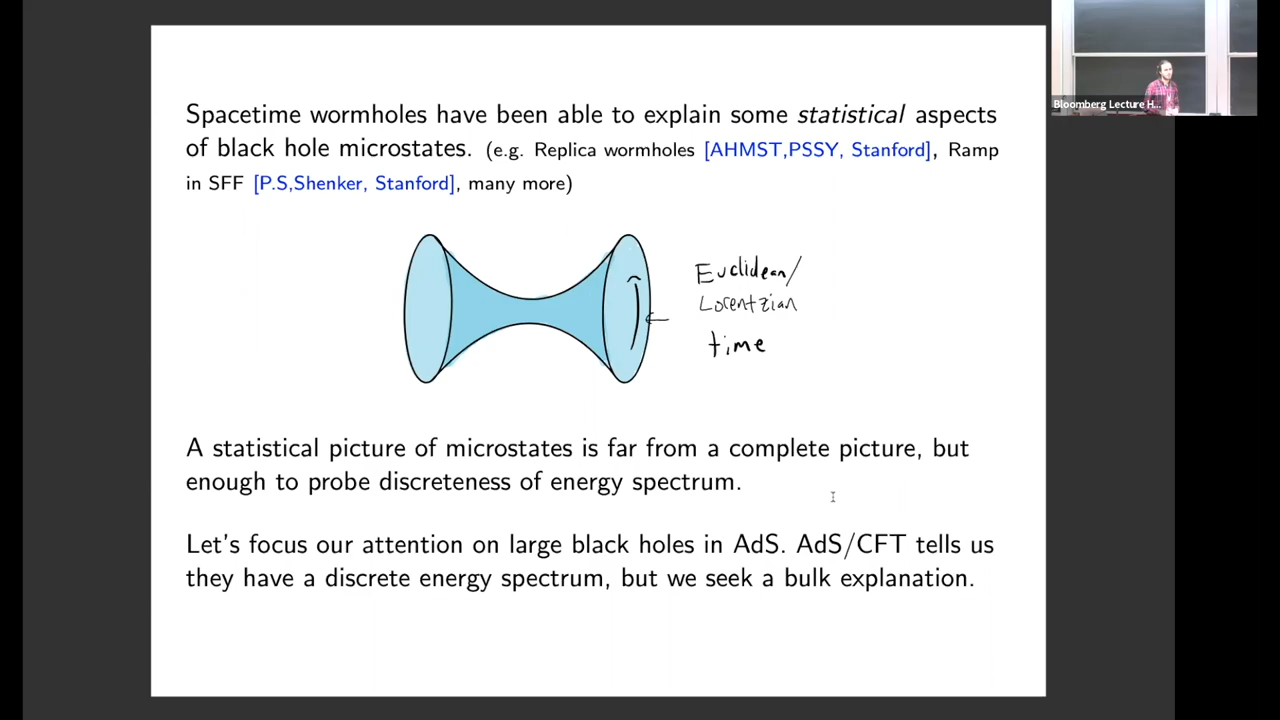 Bloomberg Lecture H...
Spacetime wormholes have been able to explain some statistical aspects
of black hole microstates. (e.g. Replica wormholes [AHMST,PSSY, Stanford], Ramp
in SFF [P.S,Shenker, Stanford], many more)
Euclidean/
Lorentzian
time
A statistical picture of microstates is far from a complete picture, but
enough to probe discreteness of energy spectrum.
Let's focus our attention on large black holes in AdS. AdS/CFT tells us
they have a discrete energy spectrum, but we seek a bulk explanation.